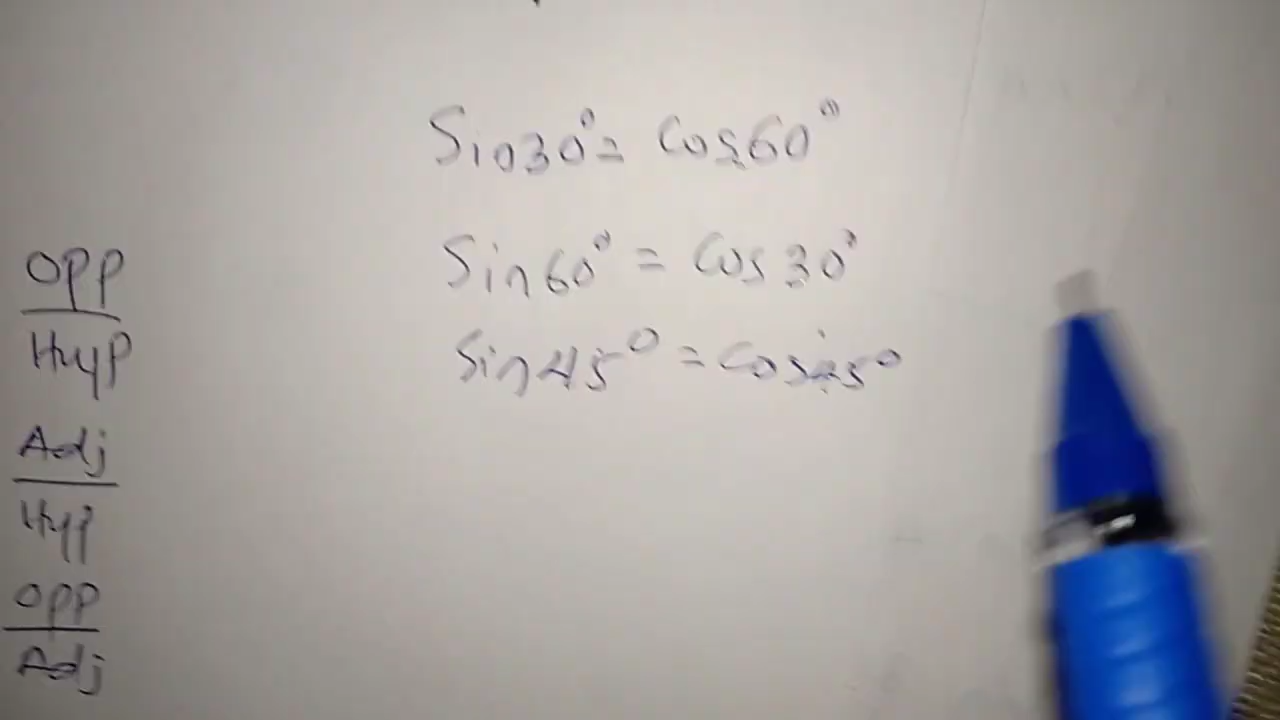 Sin30°= Cos60°
Sin60° = Cos30°
Sin45° = Cos45°
Opp
Hyp
Adj
Hyp
Opp
Adj